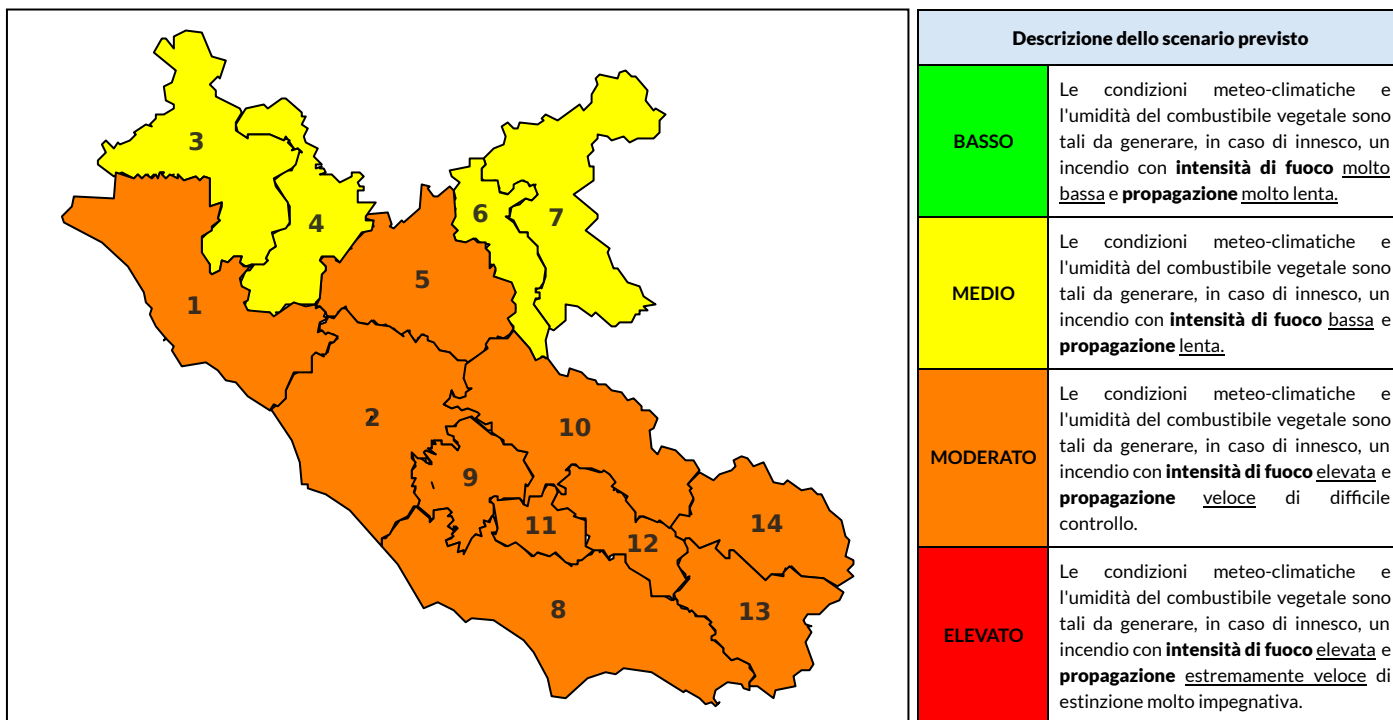 3
4
6
7
5
1
2
10
9
11
12
14
8
13
Descrizione dello scenario previsto
BASSO
Le condizioni meteo-climatiche e
l'umidità del combustibile vegetale sono
tali da generare, in caso di innesco, un
incendio con intensità di fuoco molto
bassa e propagazione molto lenta.
MEDIO
Le condizioni meteo-climatiche e
l'umidità del combustibile vegetale sono
tali da generare, in caso di innesco, un
incendio con intensità di fuoco bassa e
propagazione lenta.
MODERATO
Le condizioni meteo-climatiche e
l'umidità del combustibile vegetale sono
tali da generare, in caso di innesco, un
incendio con intensità di fuoco elevata e
propagazione veloce di difficile
controllo.
ELEVATO
Le condizioni meteo-climatiche e
l'umidità del combustibile vegetale sono
tali da generare, in caso di innesco, un
incendio con intensità di fuoco elevata e
propagazione estremamente veloce di
estinzione molto impegnativa.